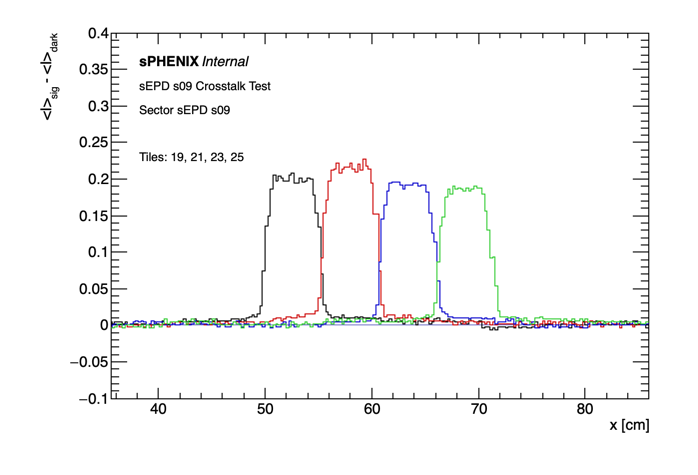 <I>sig - <I>dark
0.4
0.35
0.3
0.25
0.2
0.15
0.1
0.05
0
−0.05
−0.1
sPHENIX Internal
sEPD s09 Crosstalk Test
Sector sEPD s09
Tiles: 19, 21, 23, 25
40 50 60 70 80
x [cm]